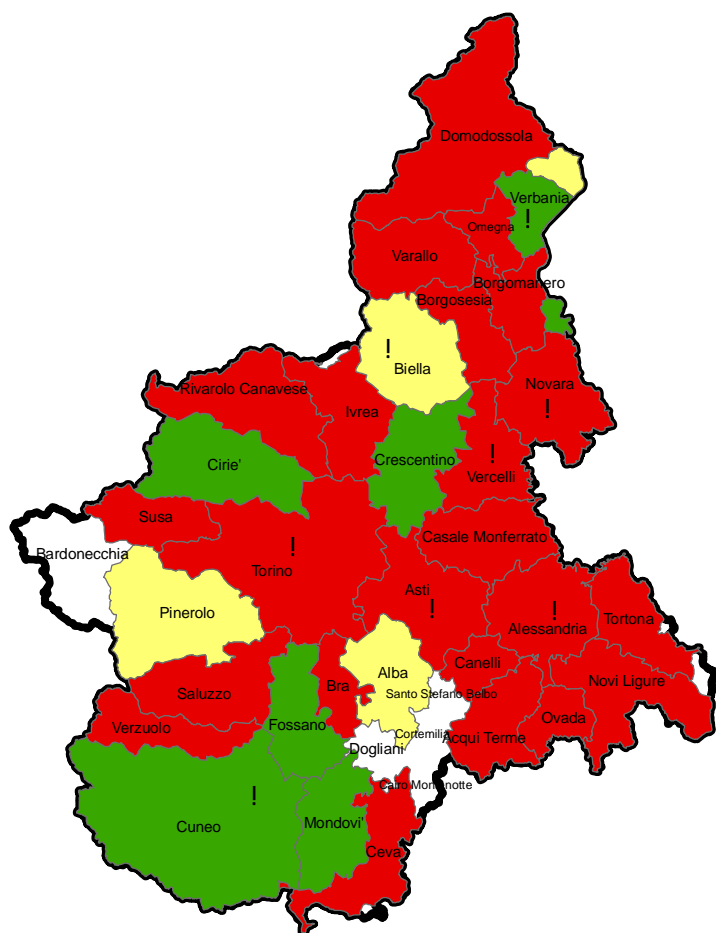 Domodossola
Verbania
!
Omegna
Varallo
Borgomanero
Borgosesia
!
Biella
Novara
!
Rivarolo Canavese
Ivrea
Cirie'
Crescentino
!
Vercelli
Susa
Casale Monferrato
Bardonecchia
!
Torino
Asti
!
!
Alessandria
Tortona
Pinerolo
Canelli
Alba
Novi Ligure
Saluzzo
Bra
Santo Stefano Belbo
Verzuolo
Fossano
Ovada
Cortemilia
Acqui Terme
Dogliani
Cairo Montenotte
!
Cuneo
Mondovi'
Ceva